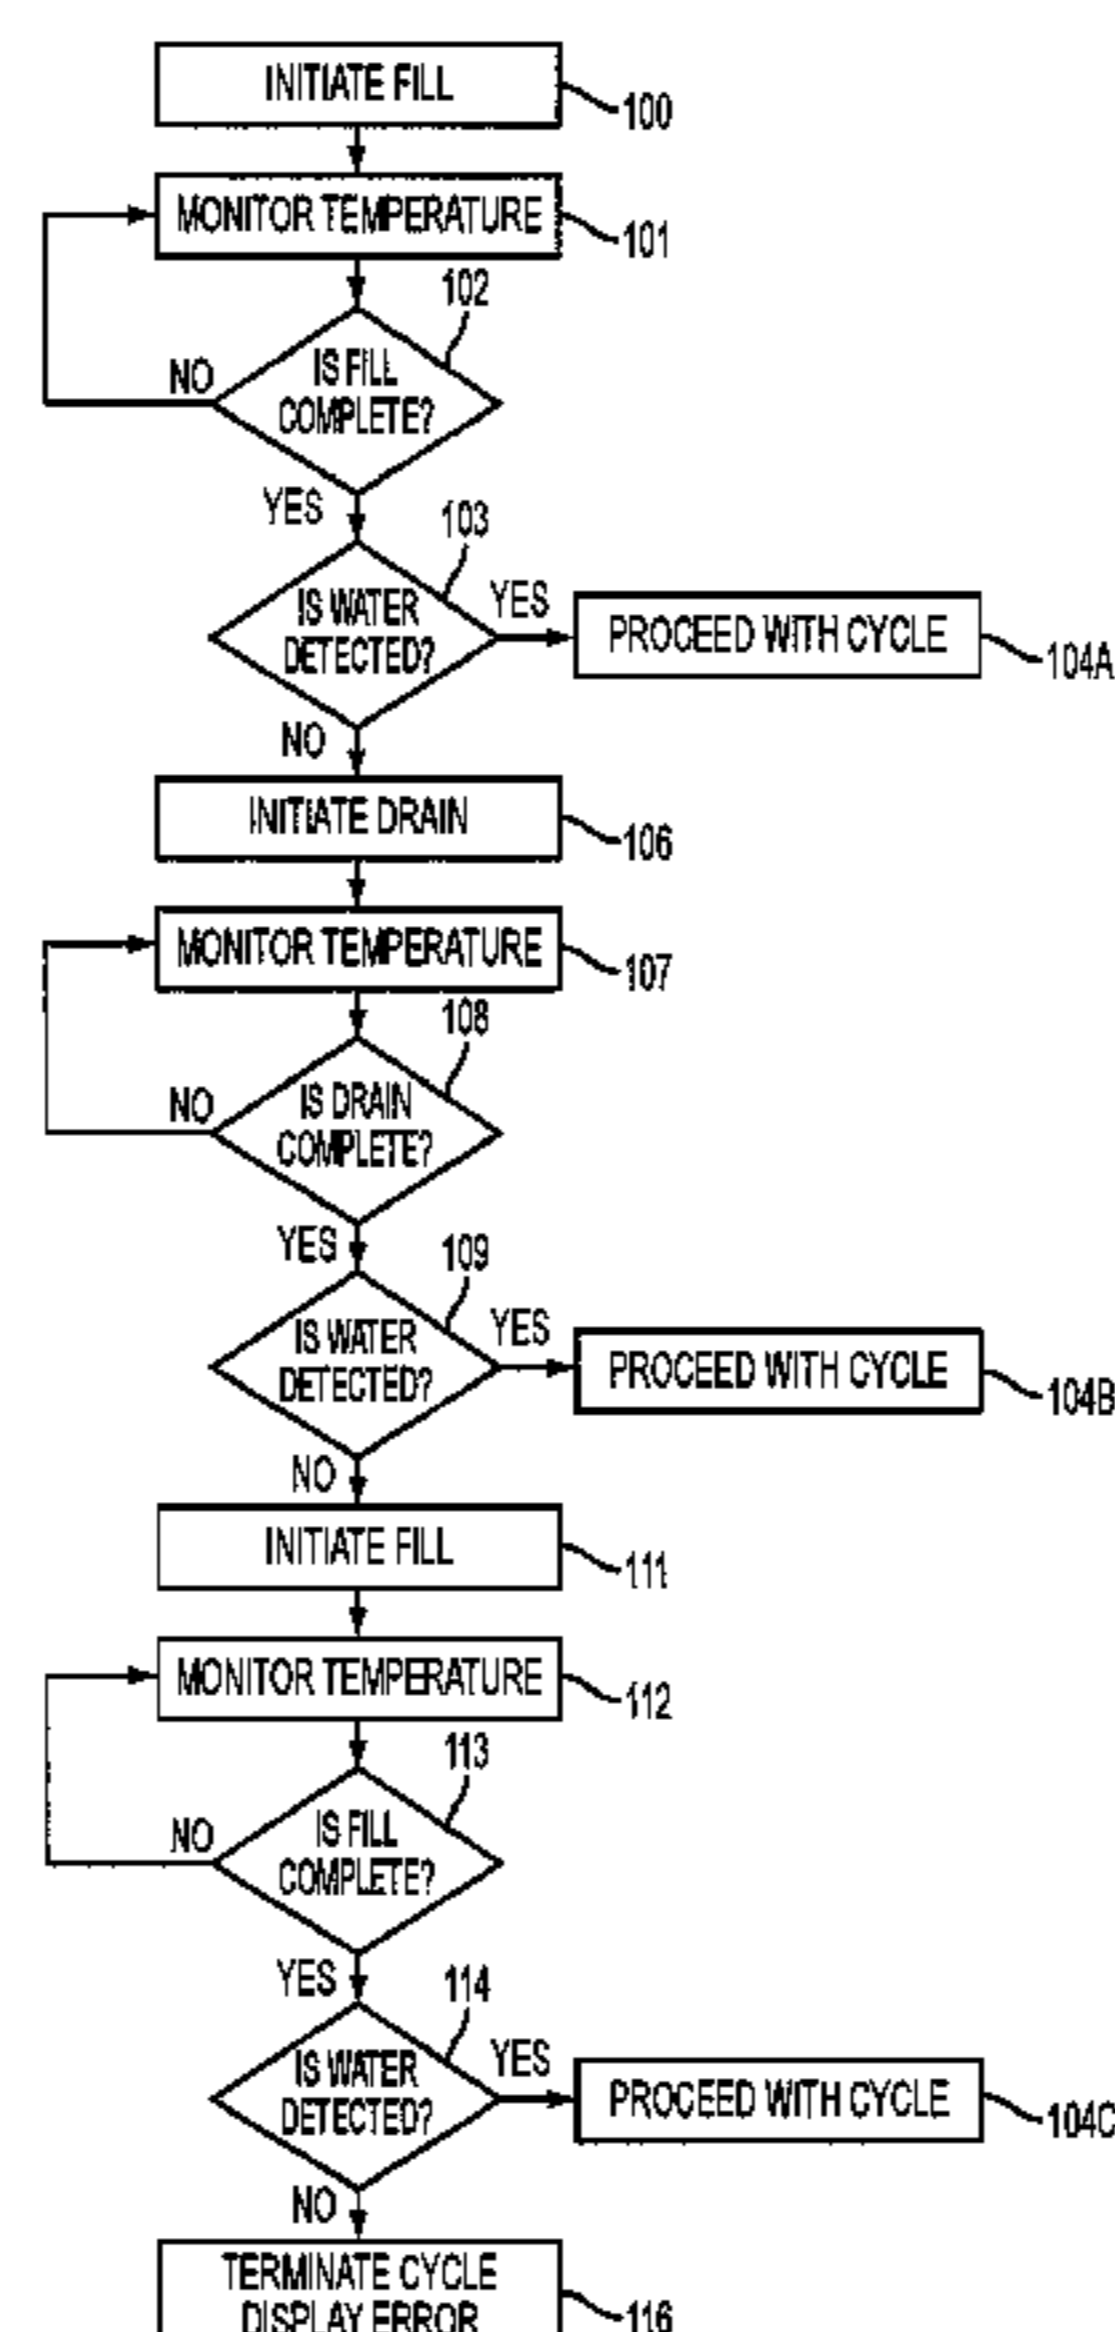 INITIATE FILL
100
MONITOR TEMPERATURE
101
102
IS FILL
COMPLETE?
NO
YES
103
IS WATER
DETECTED?
YES
PROCEED WITH CYCLE
104A
NO
INITIATE DRAIN
106
MONITOR TEMPERATURE
107
108
IS DRAIN
COMPLETE?
NO
YES
109
IS WATER
DETECTED?
YES
PROCEED WITH CYCLE
104B
NO
INITIATE FILL
111
MONITOR TEMPERATURE
112
113
IS FILL
COMPLETE?
NO
YES
114
IS WATER
DETECTED?
YES
PROCEED WITH CYCLE
104C
NO
TERMINATE CYCLE
DISPLAY ERROR
116